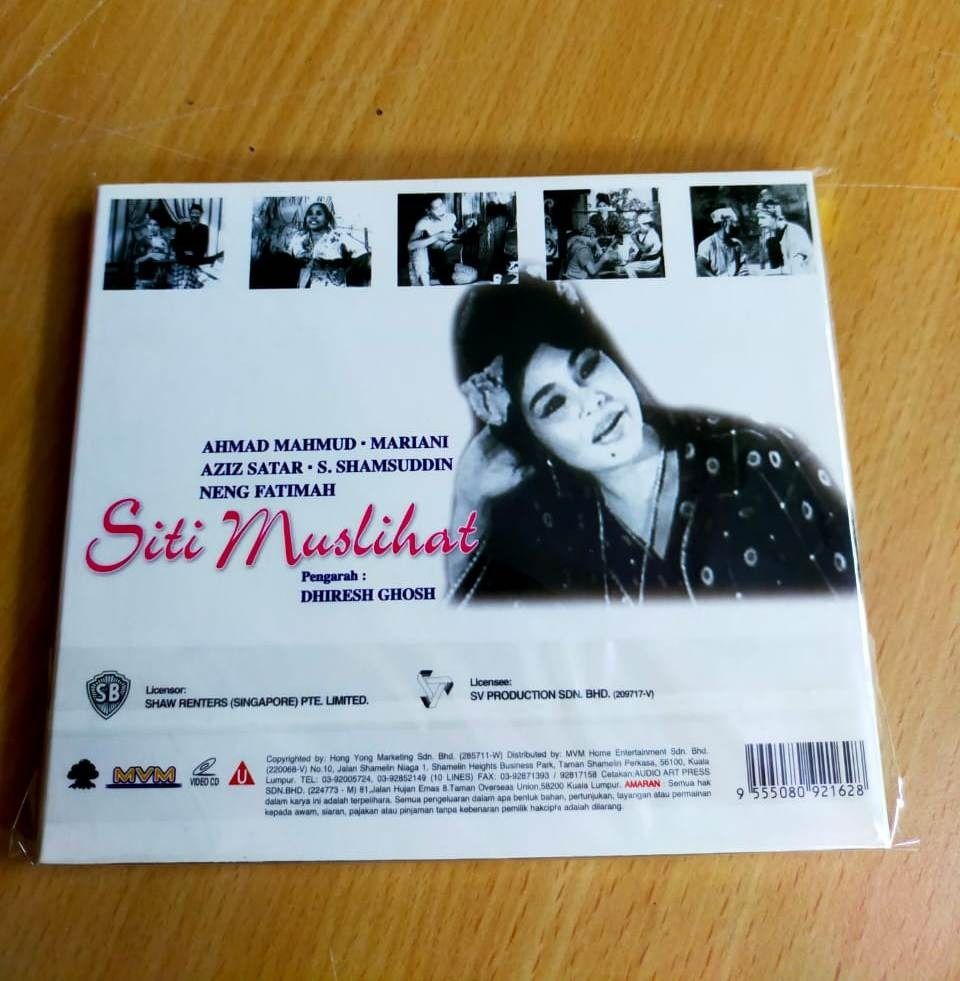 AHMAD MAHMUD • MARIANI
AZIZ SATAR • S. SHAMSUDDIN
NENG FATIMAH
Siti Muslihat
Pengarah :
DHIRESH GHOSH
SB
Licensor:
SHAW RENTERS (SINGAPORE) PTE. LIMITED.
Licensee:
SV PRODUCTION SDN. BHD. (209717-V)
MVM
VIDEO CD
U
Copyrighted by: Hong Yong Marketing Sdn. Bhd. (285711-W) Distributed by: MVM Home Entertainment Sdn. Bhd.
(220068-V) No.10, Jalan Shamelin Niaga 1, Shamelin Heights Business Park, Taman Shamelin Perkasa, 56100, Kuala
Lumpur. TEL: 03-92005724, 03-92852149 (10 LINES) FAX: 03-92871393 / 92817158 Cetakan:AUDIO ART PRESS
SDN.BHD. (224773 - M) 81,Jalan Hujan Emas 8,Taman Overseas Union,58200 Kuala Lumpur. AMARAN : Semua hak
dalam karya ini adalah terpelihara. Semua pengeluaran dalam apa bentuk bahan, pertunjukan, tayangan atau permainan
kepada awam, siaran, pajakan atau pinjaman tanpa kebenaran pemilik hakcipta adalah dilarang.
9 555080 921628